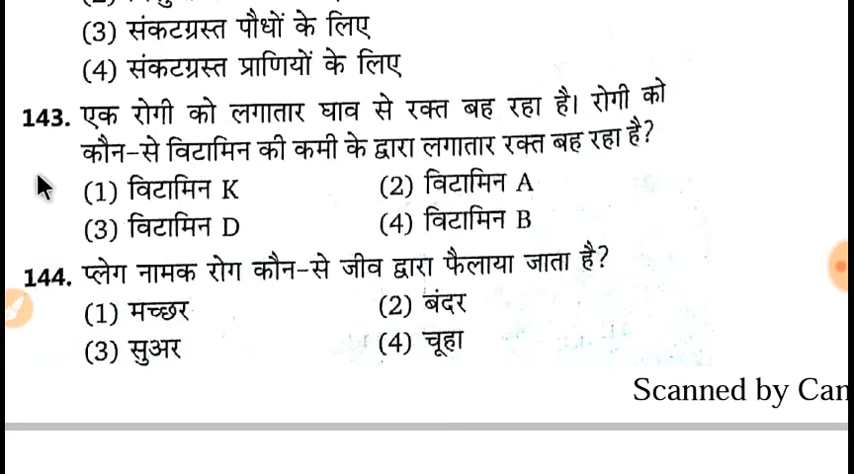 (3) संकटग्रस्त पौधों के लिए
(4) संकटग्रस्त प्राणियों के लिए
143. एक रोगी को लगातार घाव से रक्त बह रहा है। रोगी को
कौन-से विटामिन की कमी के द्वारा लगातार रक्त बह रहा है?
(1) विटामिन K (2) विटामिन A
(3) विटामिन D (4) विटामिन B
144. प्लेग नामक रोग कौन-से जीव द्वारा फैलाया जाता है?
(1) मच्छर (2) बंदर
(3) सुअर (4) चूहा
Scanned by Cam